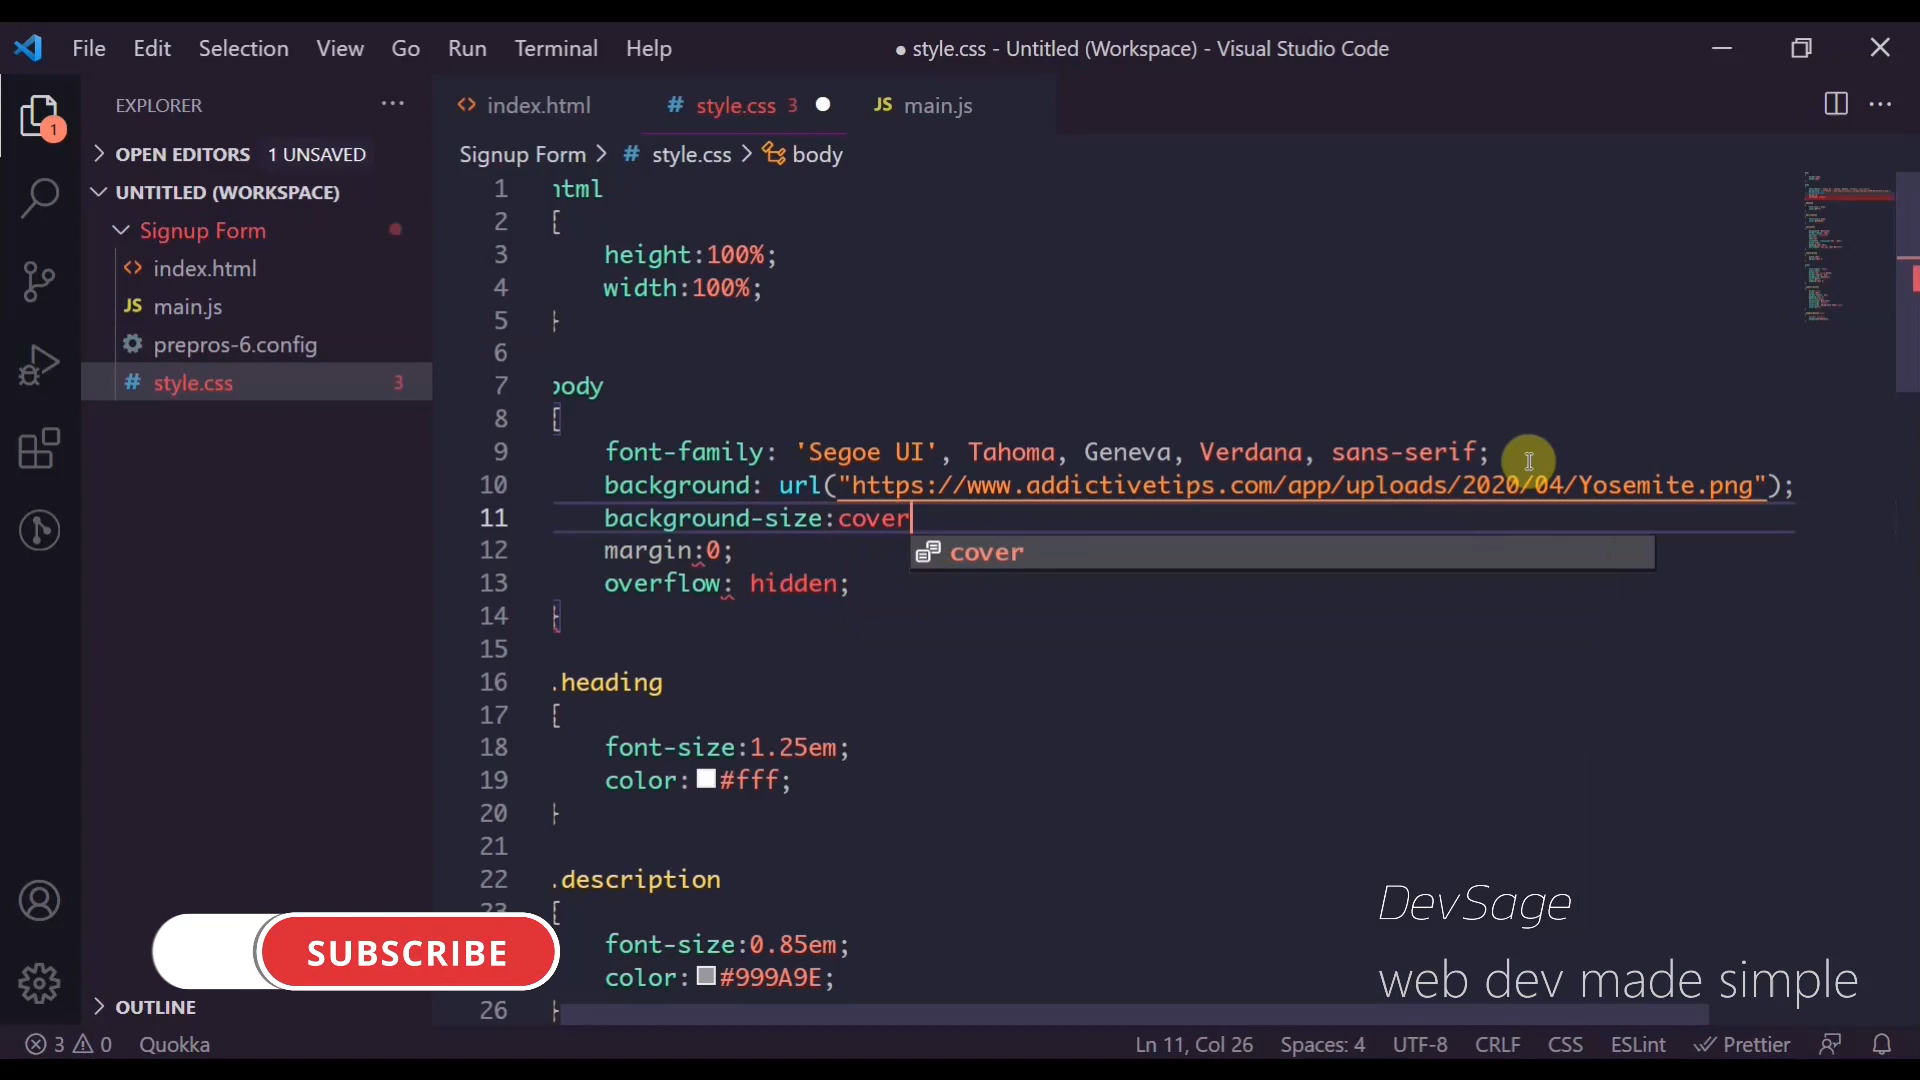 File Edit Selection View Go Run Terminal Help ● style.css - Untitled (Workspace) - Visual Studio Code
EXPLORER
index.html
# style.css 3
JS main.js
1
OPEN EDITORS 1 UNSAVED
Signup Form > # style.css > body
UNTITLED (WORKSPACE)
Signup Form
index.html
JS main.js
prepros-6.config
# style.css 3
1 html
2 {
3 height:100%;
4 width:100%;
5 }
6
7 body
8 {
9 font-family: 'Segoe UI', Tahoma, Geneva, Verdana, sans-serif;
10 background: url("https://www.addictivetips.com/app/uploads/2020/04/Yosemite.png");
11 background-size:cover
cover
12 margin:0;
13 overflow: hidden;
14 }
15
16 .heading
17 {
18 font-size:1.25em;
19 color: #fff;
20 }
21
22 .description
23 {
font-size:0.85em;
color: #999A9E;
26 }
SUBSCRIBE
DevSage
web dev made simple
OUTLINE
3 0 Quokka
Ln 11, Col 26 Spaces: 4 UTF-8 CRLF CSS ESLint Prettier